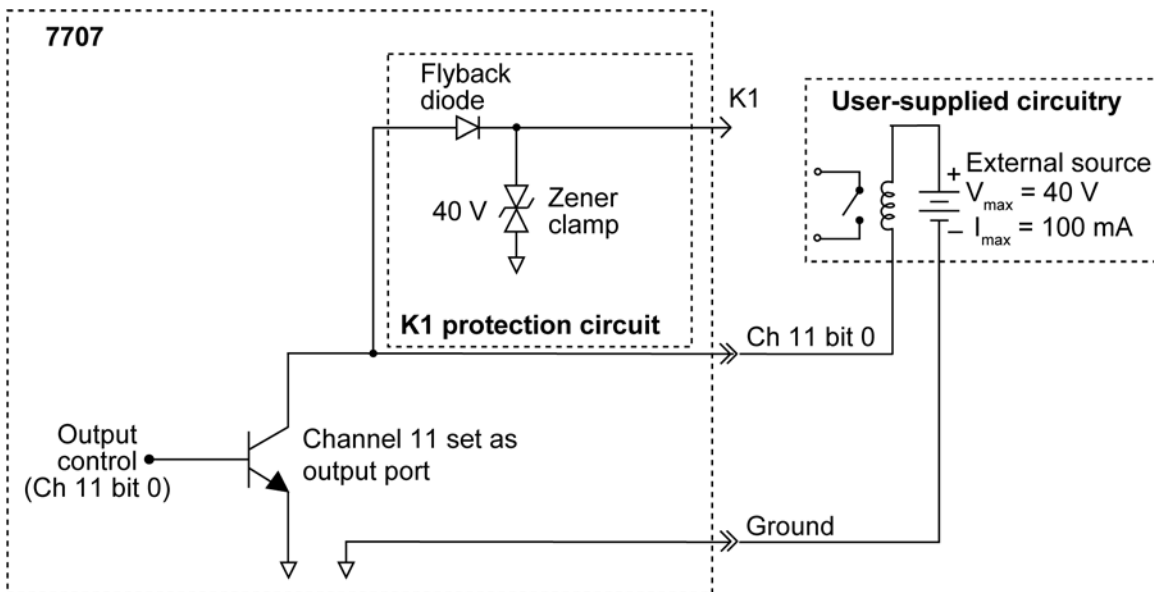 7707
Flyback
diode
K1
40 V
Zener
clamp
K1 protection circuit
User-supplied circuitry
+ External source
Vmax = 40 V
– Imax = 100 mA
Ch 11 bit 0
Output
control
(Ch 11 bit 0)
Channel 11 set as
output port
Ground